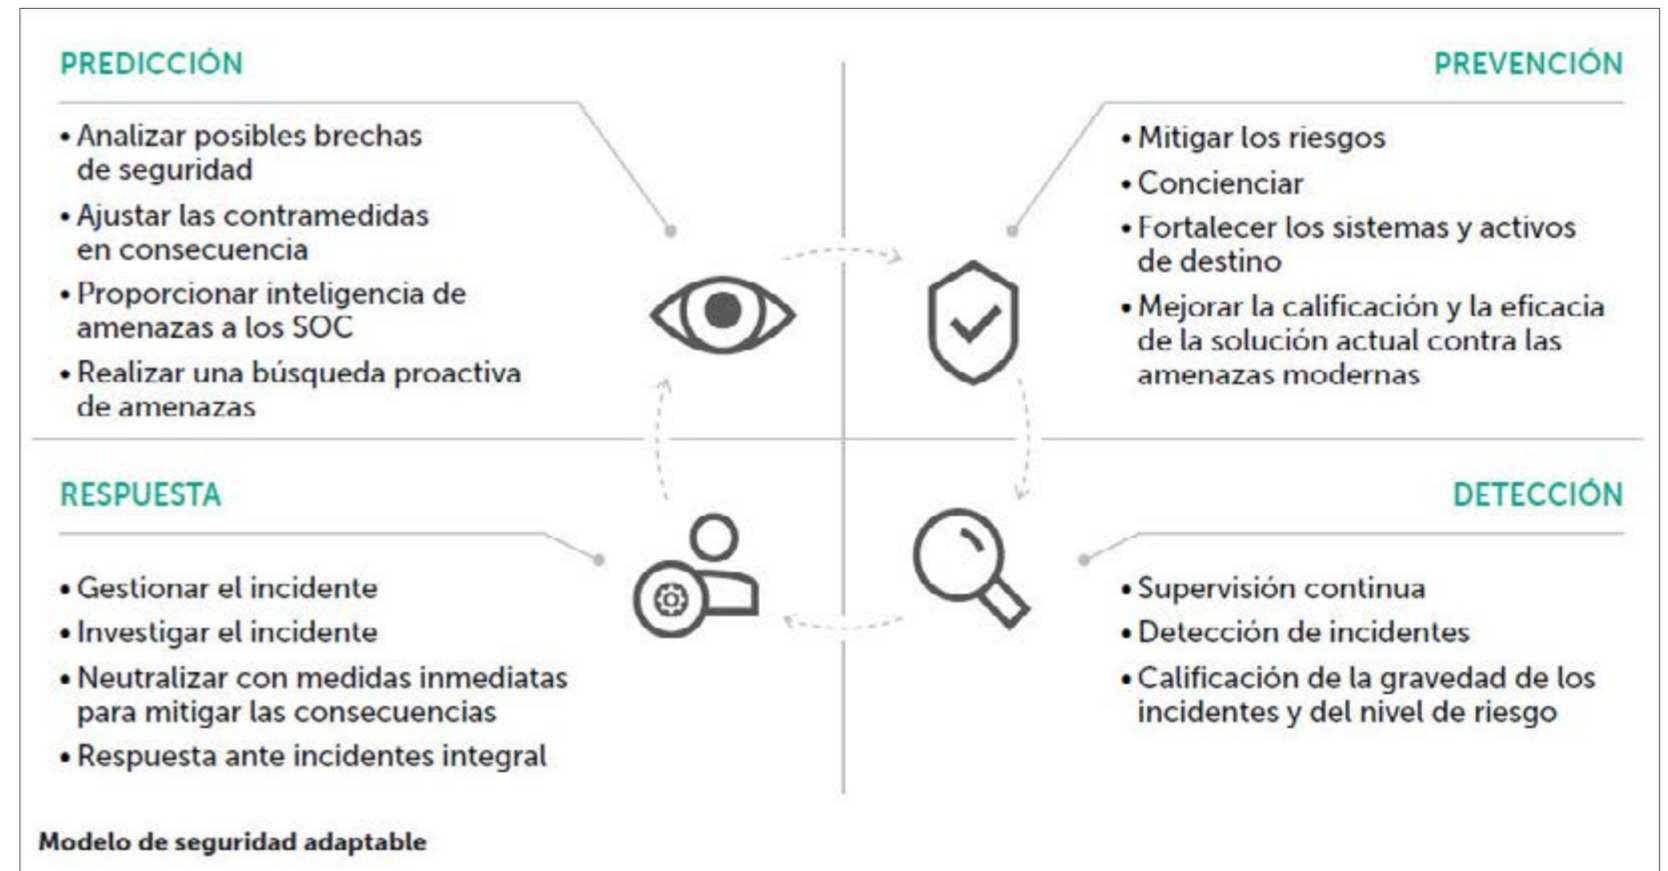 PREDICCIÓN
• Analizar posibles brechas
de seguridad
• Ajustar las contramedidas
en consecuencia
• Proporcionar inteligencia de
amenazas a los SOC
• Realizar una búsqueda proactiva
de amenazas
PREVENCIÓN
• Mitigar los riesgos
• Concienciar
• Fortalecer los sistemas y activos
de destino
• Mejorar la calificación y la eficacia
de la solución actual contra las
amenazas modernas
RESPUESTA
• Gestionar el incidente
• Investigar el incidente
• Neutralizar con medidas inmediatas
para mitigar las consecuencias
• Respuesta ante incidentes integral
DETECCIÓN
• Supervisión continua
• Detección de incidentes
• Calificación de la gravedad de los
incidentes y del nivel de riesgo
Modelo de seguridad adaptable